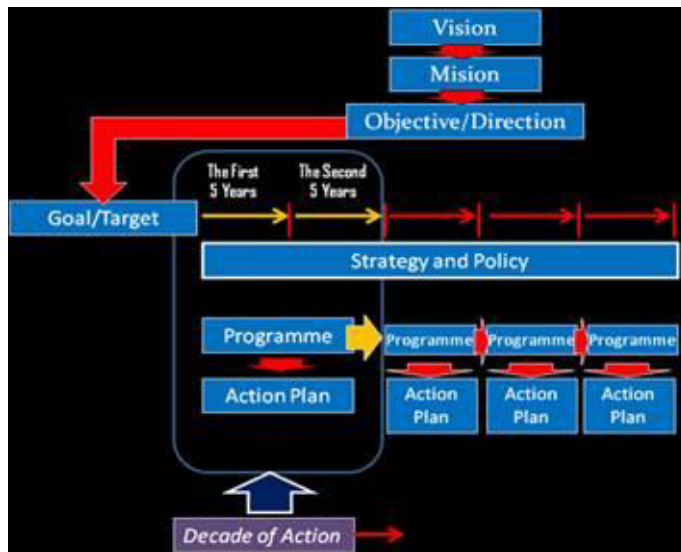 Vision
Mision
Objective/Direction
The First
5 Years
The Second
5 Years
Goal/Target
Strategy and Policy
Programme
Programme
Programme
Programme
Action Plan
Action
Plan
Action
Plan
Action
Plan
Decade of Action